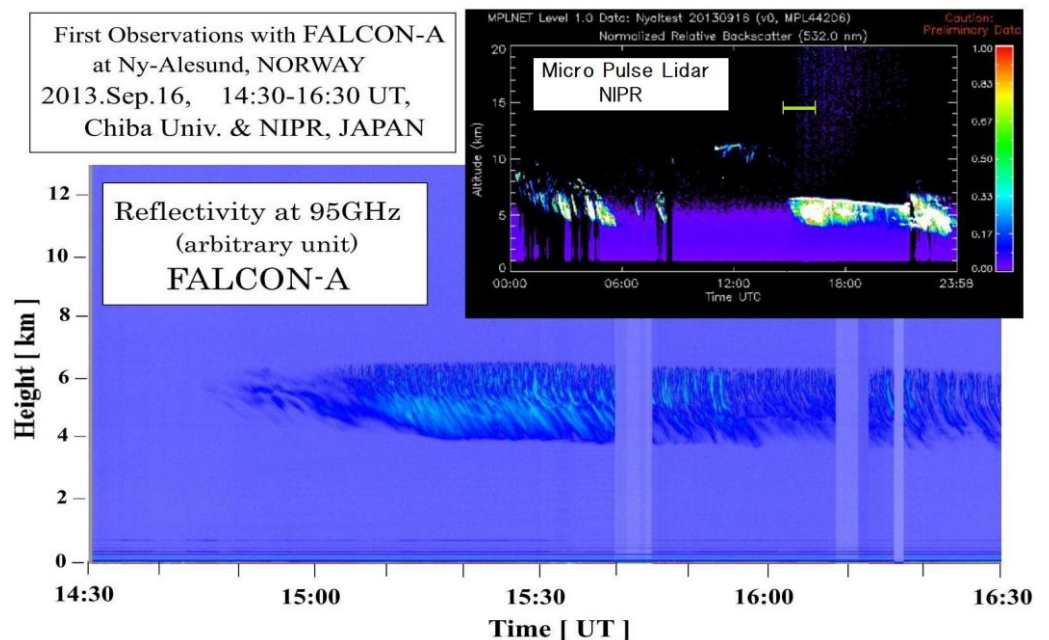 First Observations with FALCON-A
at Ny-Alesund, NORWAY
2013.Sep.16, 14:30-16:30 UT,
Chiba Univ. & NIPR, JAPAN
MPLNET Level 1.0 Data: Nyaltest 20130916 (v0, MPL44206)
Normalized Relative Backscatter (532.0 nm)
Caution:
Preliminary Data
Micro Pulse Lidar
NIPR
Altitude (km)
20
15
10
5
0
00:00 06:00 12:00 18:00 23:58
Time UTC
1.00
0.83
0.67
0.50
0.33
0.17
0.00
Reflectivity at 95GHz
(arbitrary unit)
FALCON-A
Height [ km ]
12
10
8
6
4
2
0
14:30 15:00 15:30 16:00 16:30
Time [ UT ]